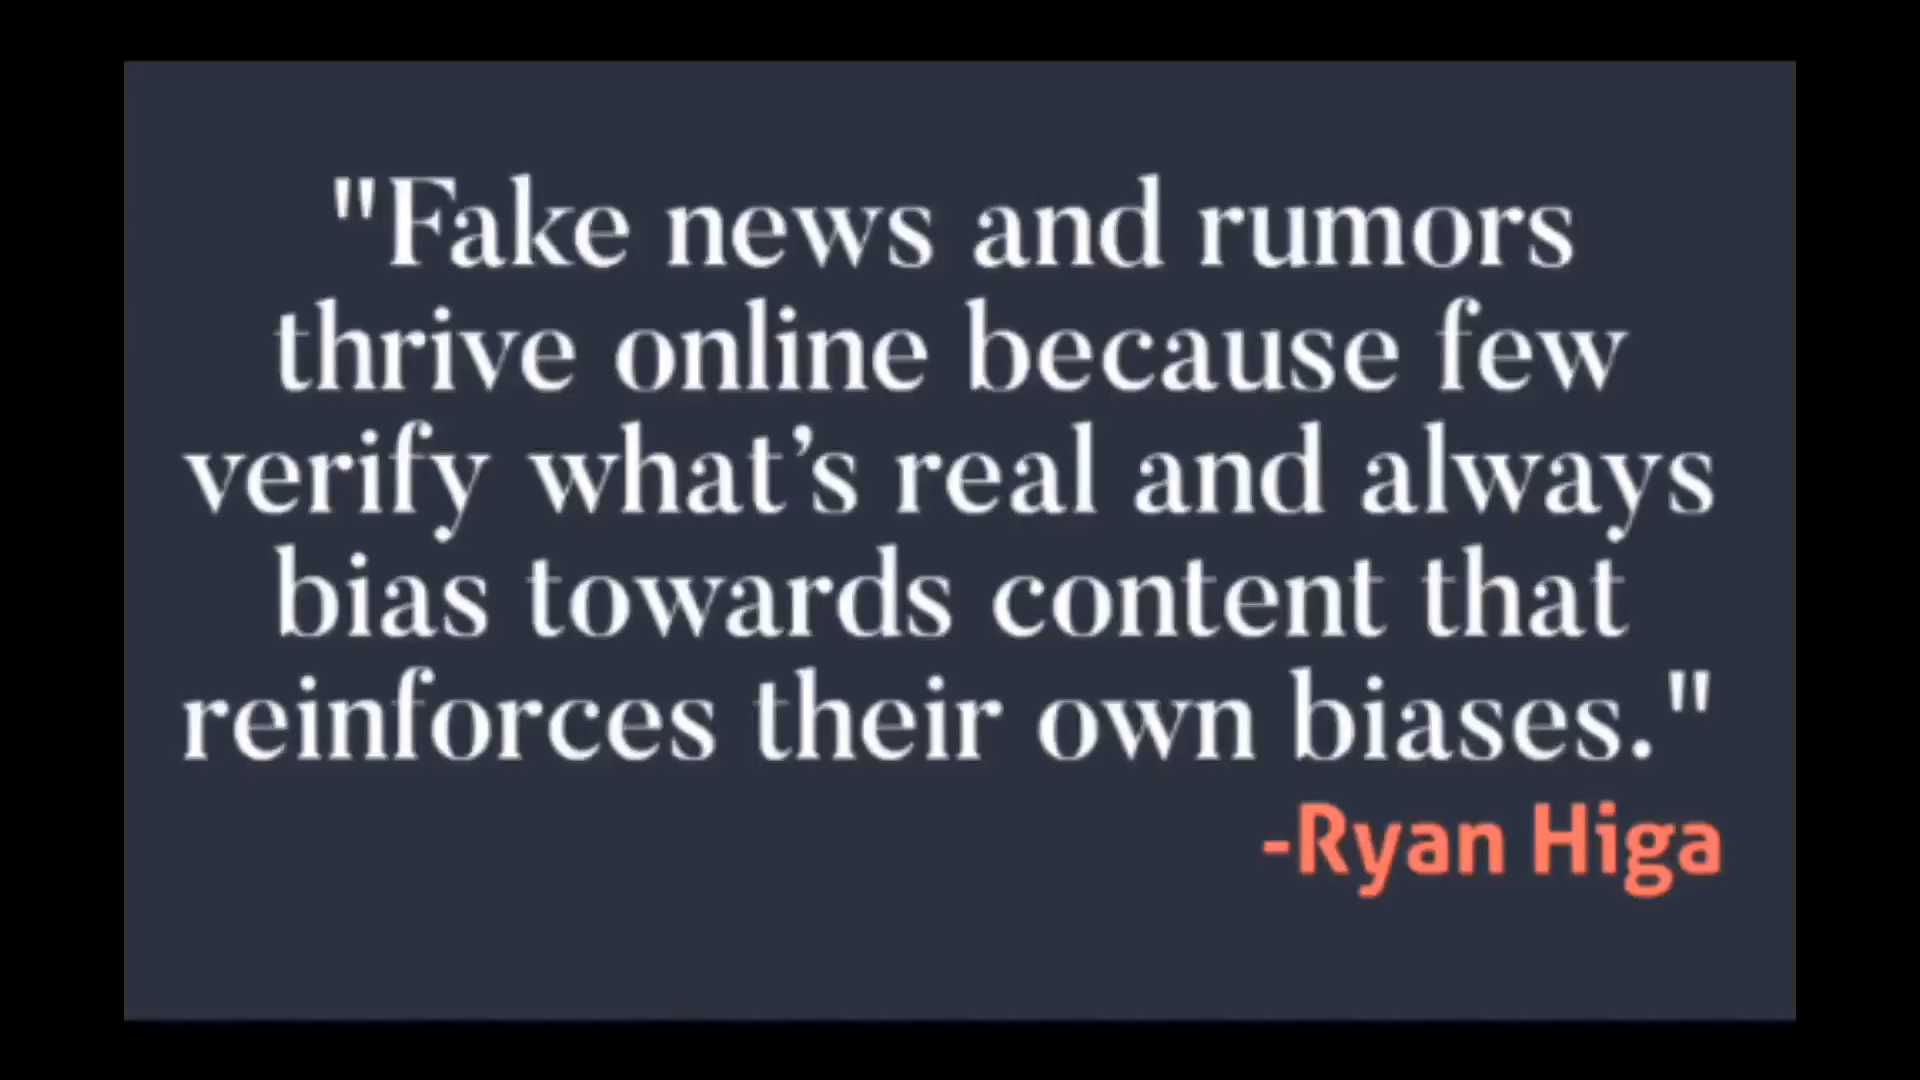 "Fake news and rumors
thrive online because few
verify what’s real and always
bias towards content that
reinforces their own biases."
-Ryan Higa